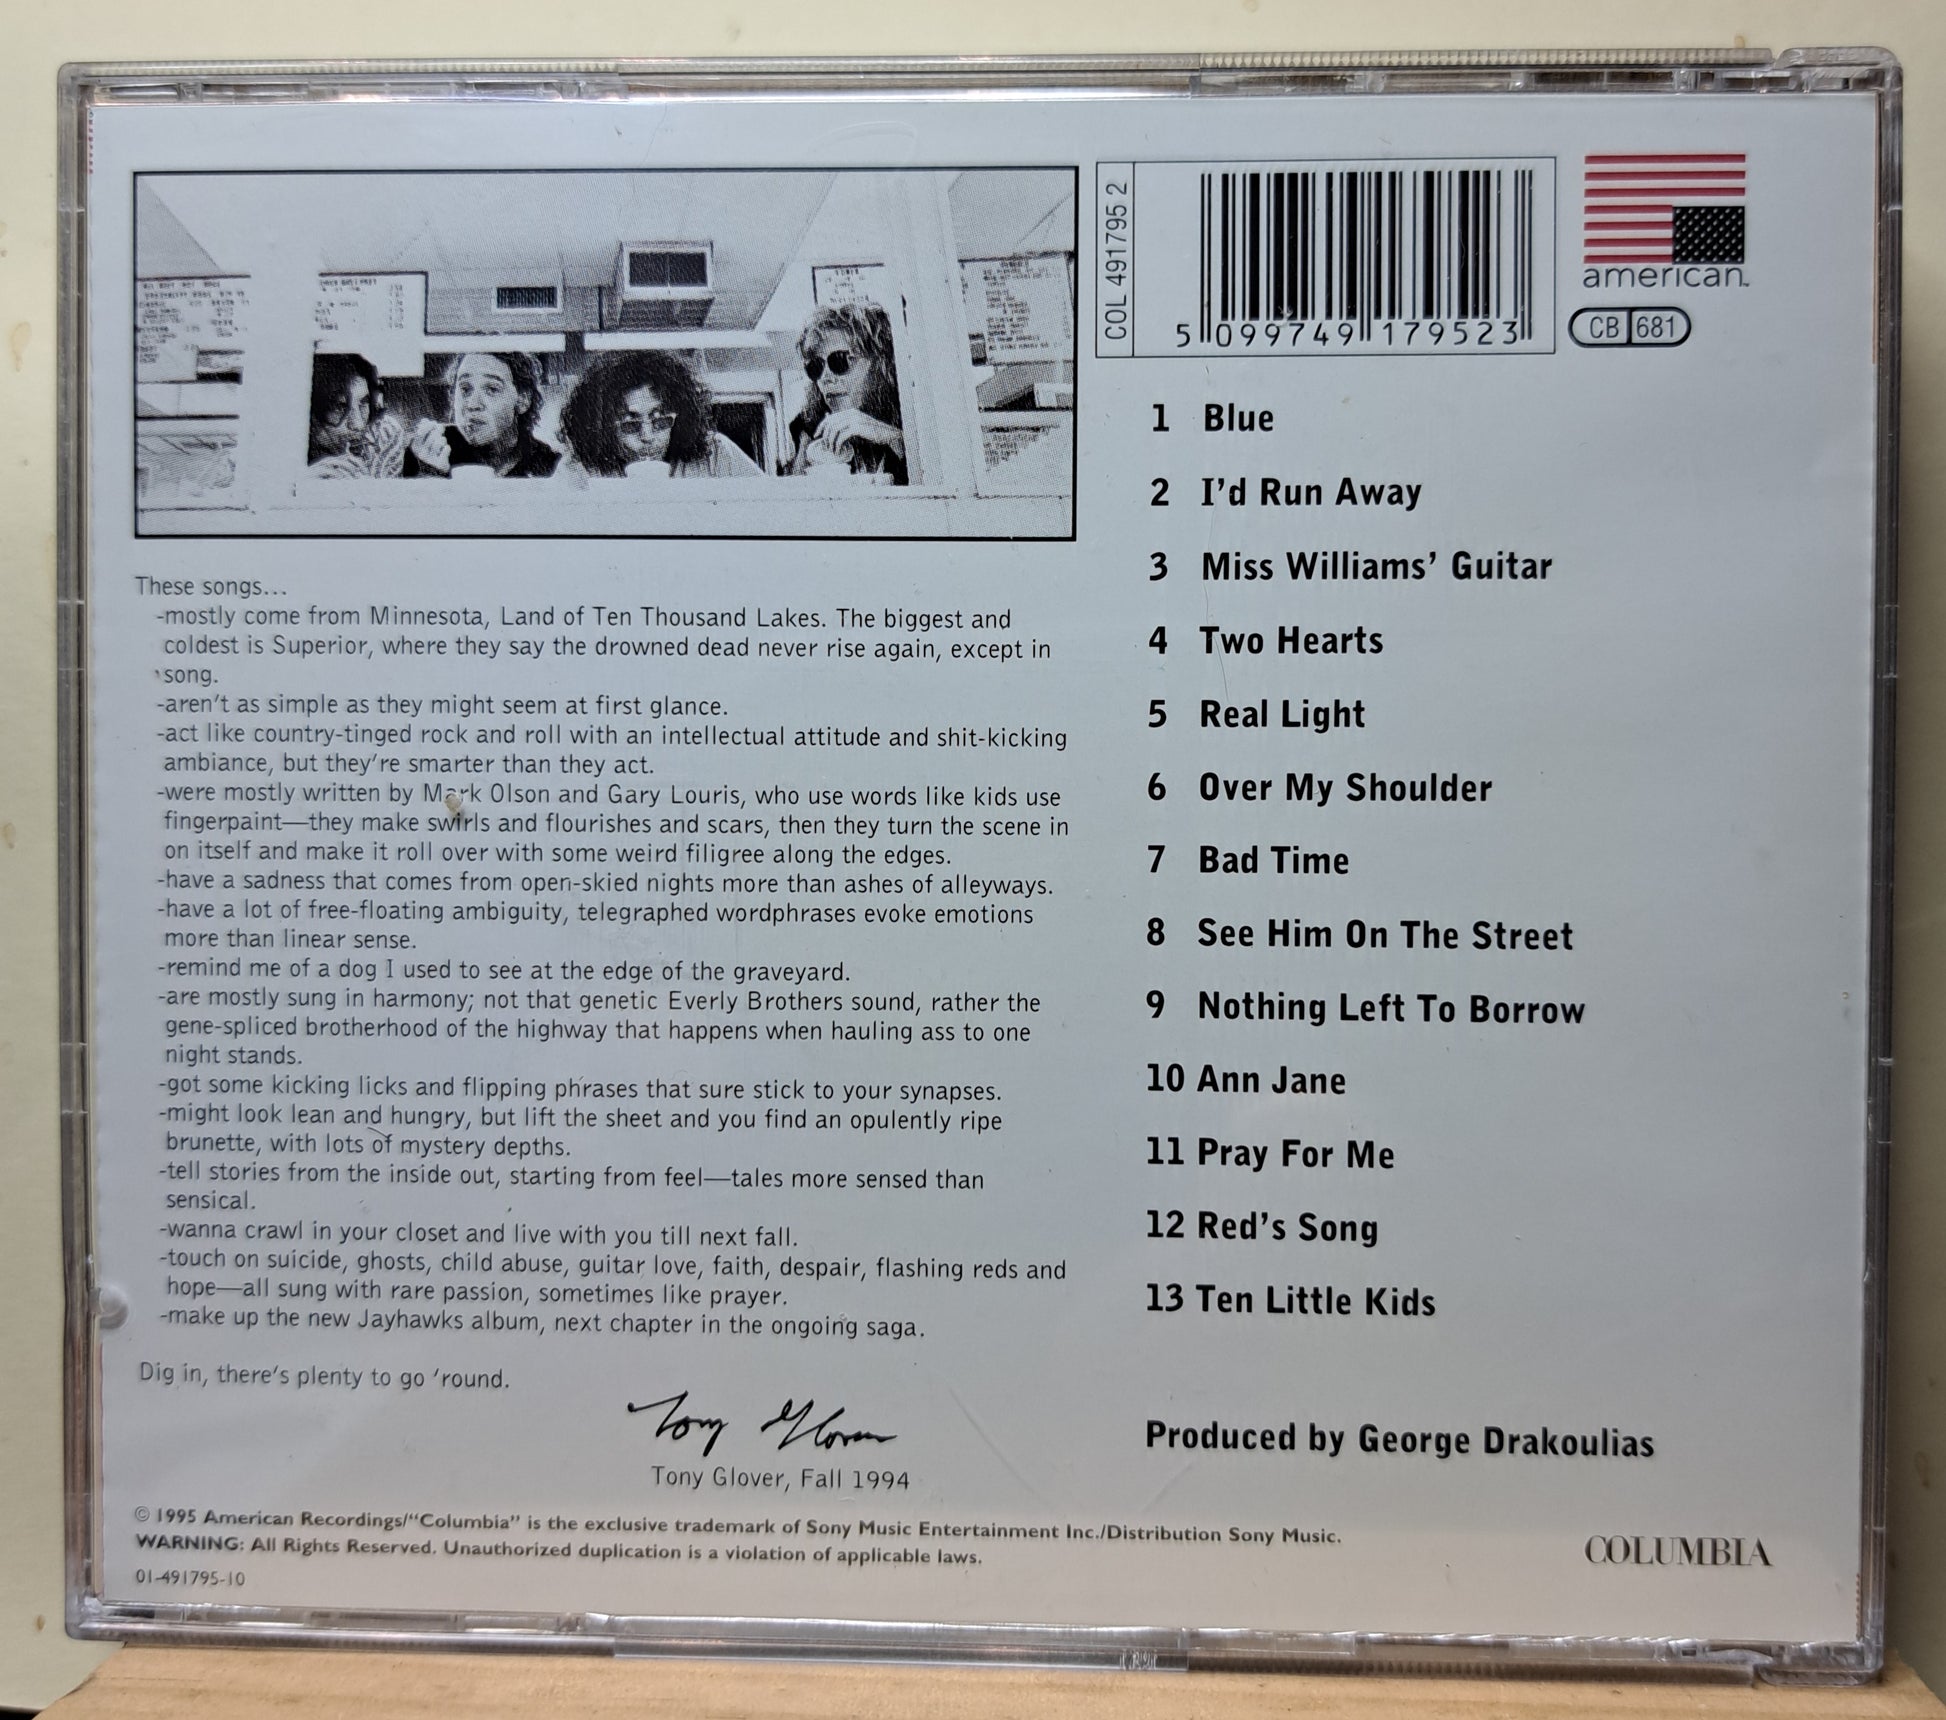 COL 491795 2
5 099749 179523
american™
CB 681
These songs...
-mostly come from Minnesota, Land of Ten Thousand Lakes. The biggest and
coldest is Superior, where they say the drowned dead never rise again, except in
song.
-aren't as simple as they might seem at first glance.
-act like country-tinged rock and roll with an intellectual attitude and shit-kicking
ambiance, but they're smarter than they act.
-were mostly written by Mark Olson and Gary Louris, who use words like kids use
fingerpaint—they make swirls and flourishes and scars, then they turn the scene in
on itself and make it roll over with some weird filigree along the edges.
-have a sadness that comes from open-skied nights more than ashes of alleyways.
-have a lot of free-floating ambiguity, telegraphed wordphrases evoke emotions
more than linear sense.
-remind me of a dog I used to see at the edge of the graveyard.
-are mostly sung in harmony; not that genetic Everly Brothers sound, rather the
gene-spliced brotherhood of the highway that happens when hauling ass to one
night stands.
-got some kicking licks and flipping phrases that sure stick to your synapses.
-might look lean and hungry, but lift the sheet and you find an opulently ripe
brunette, with lots of mystery depths.
-tell stories from the inside out, starting from feel—tales more sensed than
sensical.
-wanna crawl in your closet and live with you till next fall.
-touch on suicide, ghosts, child abuse, guitar love, faith, despair, flashing reds and
hope—all sung with rare passion, sometimes like prayer.
-make up the new Jayhawks album, next chapter in the ongoing saga.
Dig in, there's plenty to go 'round.
Tony Glover
Tony Glover, Fall 1994
1 Blue
2 I'd Run Away
3 Miss Williams' Guitar
4 Two Hearts
5 Real Light
6 Over My Shoulder
7 Bad Time
8 See Him On The Street
9 Nothing Left To Borrow
10 Ann Jane
11 Pray For Me
12 Red's Song
13 Ten Little Kids
Produced by George Drakoulias
© 1995 American Recordings/"Columbia" is the exclusive trademark of Sony Music Entertainment Inc./Distribution Sony Music.
WARNING: All Rights Reserved. Unauthorized duplication is a violation of applicable laws.
01-491795-10
COLUMBIA